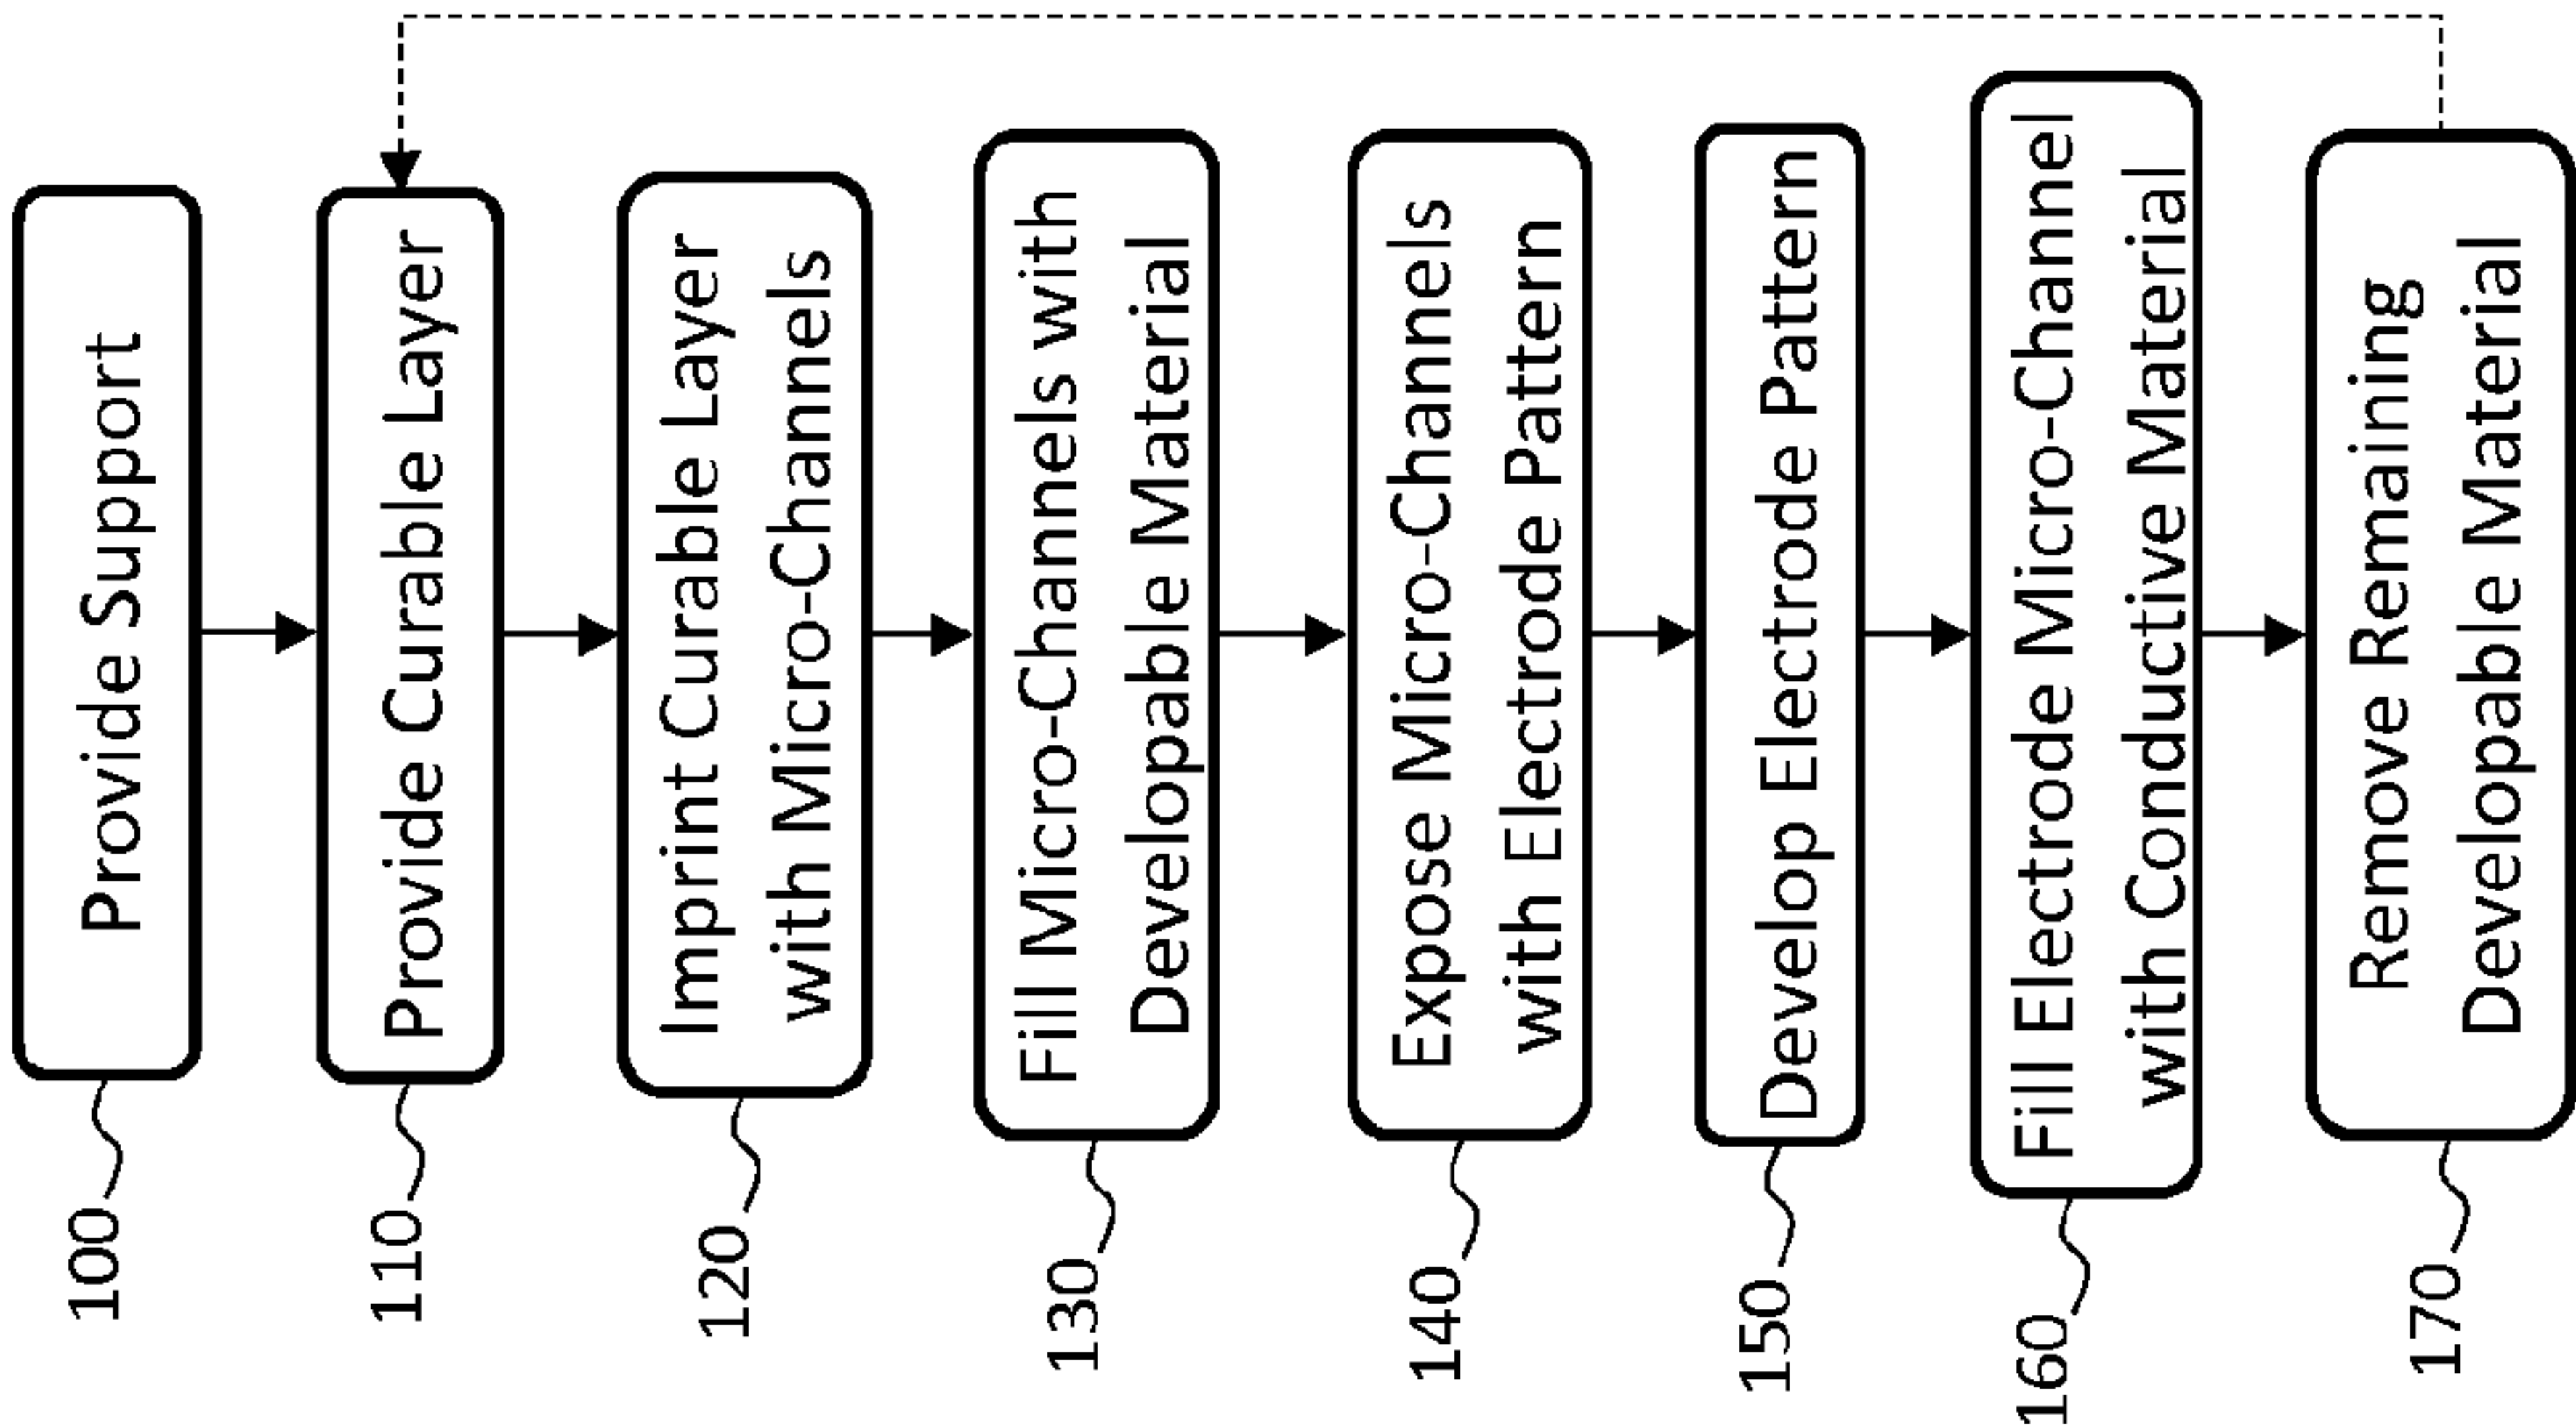 100
Provide Support
110
Provide Curable Layer
120
Imprint Curable Layer
with Micro-Channels
130
Fill Micro-Channels with
Developable Material
140
Expose Micro-Channels
with Electrode Pattern
150
Develop Electrode Pattern
160
Fill Electrode Micro-Channel
with Conductive Material
170
Remove Remaining
Developable Material